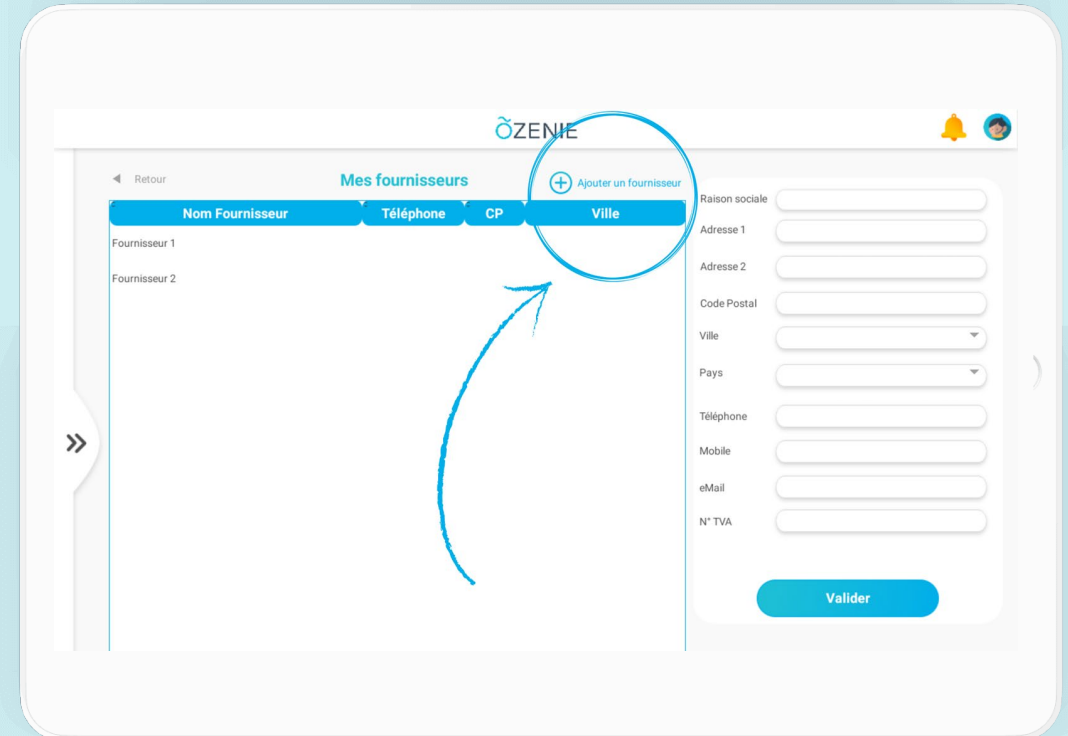 ÕZENIE
Retour
Mes fournisseurs
Ajouter un fournisseur
Nom Fournisseur Téléphone CP Ville
Fournisseur 1
Fournisseur 2
Raison sociale
Adresse 1
Adresse 2
Code Postal
Ville
Pays
Téléphone
Mobile
eMail
N° TVA
Valider